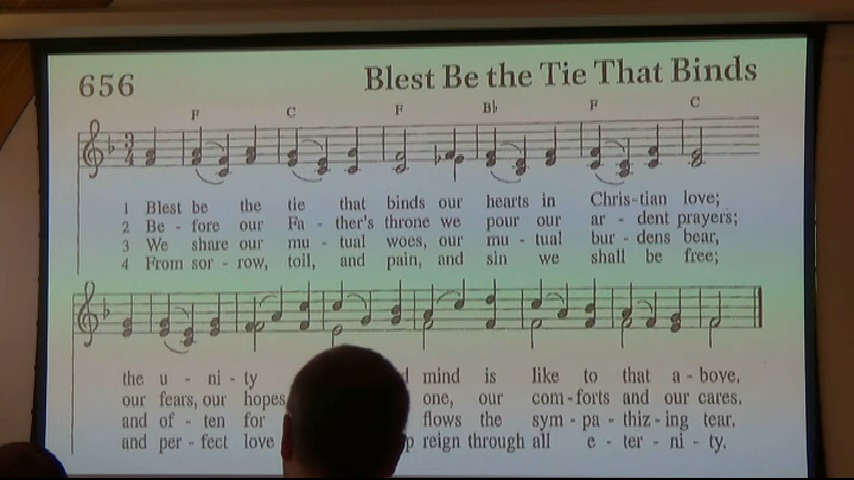 656
Blest Be the Tie That Binds
F C F B♭ F C
3
4
1 Blest be the tie that binds our hearts in Chris-tian love;
2 Be - fore our Fa - ther's throne we pour our ar - dent prayers;
3 We share our mu - tual woes, our mu - tual bur - dens bear,
4 From sor - row, toil, and pain, and sin we shall be free;
the u - ni - ty mind is like to that a - bove.
our fears, our hopes one, our com - forts and our cares.
and of - ten for flows the sym - pa - thiz - ing tear.
and per - fect love reign through all e - ter - ni - ty.